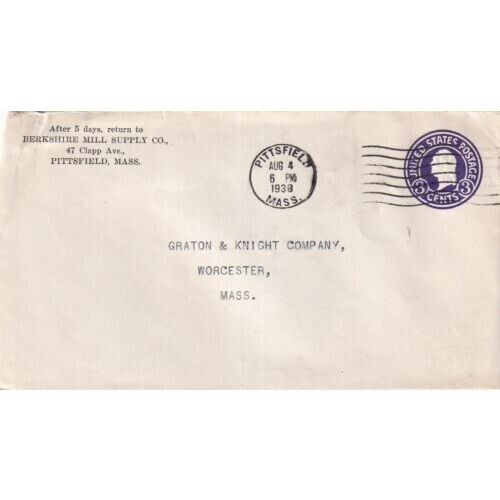 After 5 days, return to
BERKSHIRE MILL SUPPLY CO.,
47 Clapp Ave.,
PITTSFIELD, MASS.
PITTSFIELD
AUG 4
6 PM
1938
MASS.
UNITED STATES POSTAGE
3 3
CENTS
GRATON & KNIGHT COMPANY,
WORCESTER,
MASS.